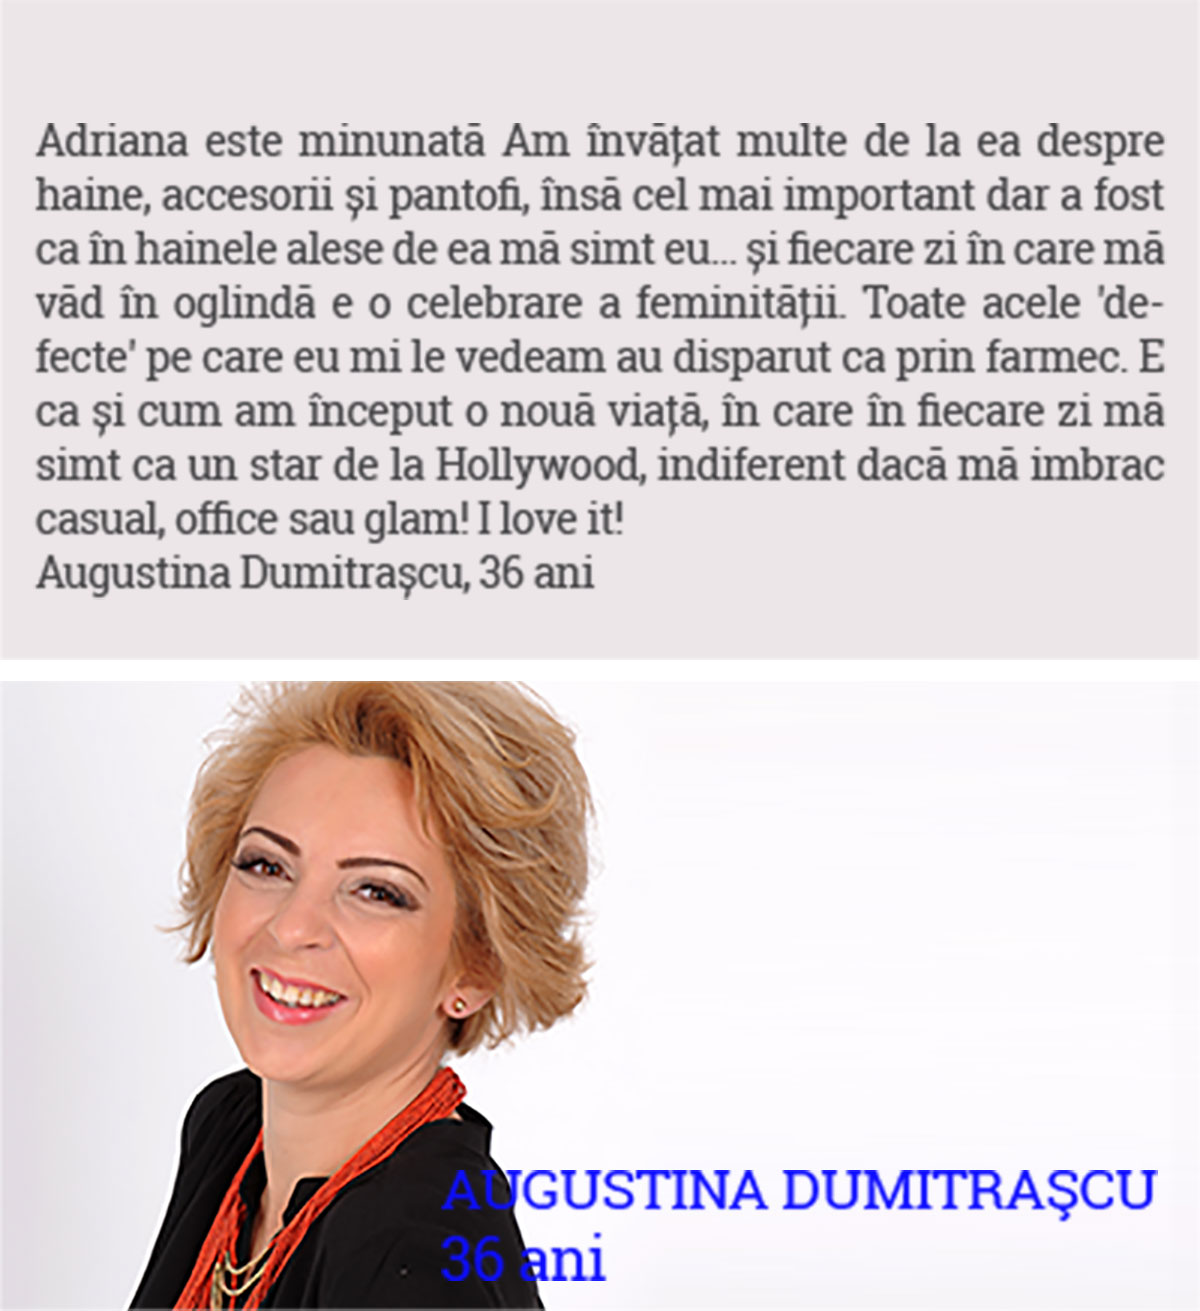 Adriana este minunată Am învățat multe de la ea despre
haine, accesorii și pantofi, însă cel mai important dar a fost
ca în hainele alese de ea mă simt eu... și fiecare zi în care mă
văd în oglindă e o celebrare a feminității. Toate acele 'de-
fecte' pe care eu mi le vedeam au disparut ca prin farmec. E
ca și cum am început o nouă viață, în care în fiecare zi mă
simt ca un star de la Hollywood, indiferent dacă mă imbrac
casual, office sau glam! I love it!
Augustina Dumitrașcu, 36 ani
AUGUSTINA DUMITRAŞCU
36 ani